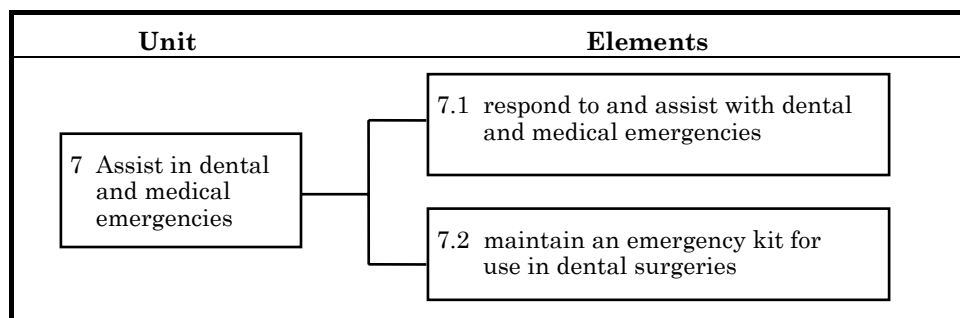 Unit
Elements
7 Assist in dental
and medical
emergencies
7.1 respond to and assist with dental
and medical emergencies
7.2 maintain an emergency kit for
use in dental surgeries